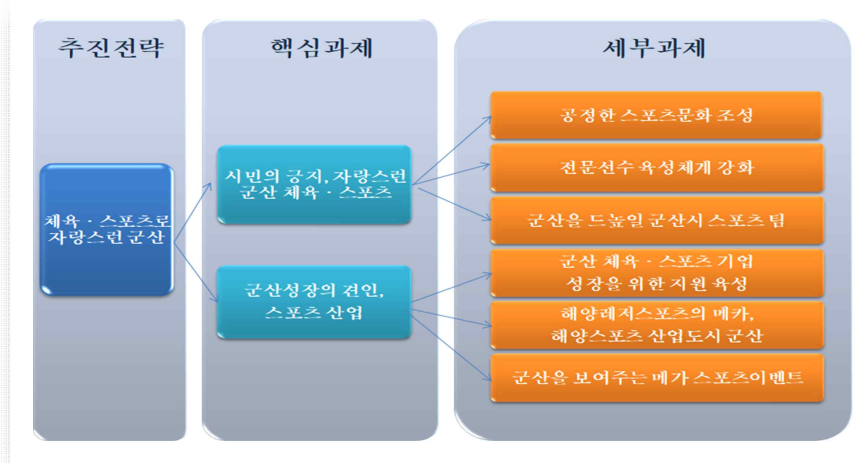 추진전략
핵심과제
세부과제
체육 · 스포츠로
자랑스런 군산
시민의 긍지, 자랑스런
군산 체육 · 스포츠
군산성장의 견인,
스포츠 산업
공정한 스포츠문화 조성
전문선수 육성체계 강화
군산을 드높일 군산시 스포츠 팀
군산 체육 · 스포츠 기업
성장을 위한 지원 육성
해양레저스포츠의 메카,
해양스포츠 산업도시 군산
군산을 보여주는 메가 스포츠이벤트